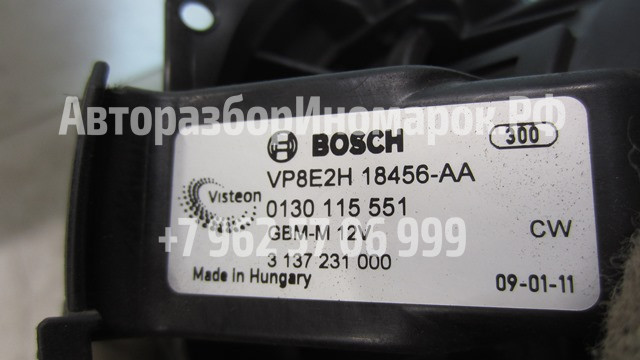 АвторазборИномарок.РФ
BOSCH
300
VP8E2H 18456-AA
Visteon
0130 115 551
GBM-M 12V
CW
+7 962 57 06 999
3 137 231 000
Made in Hungary
09-01-11